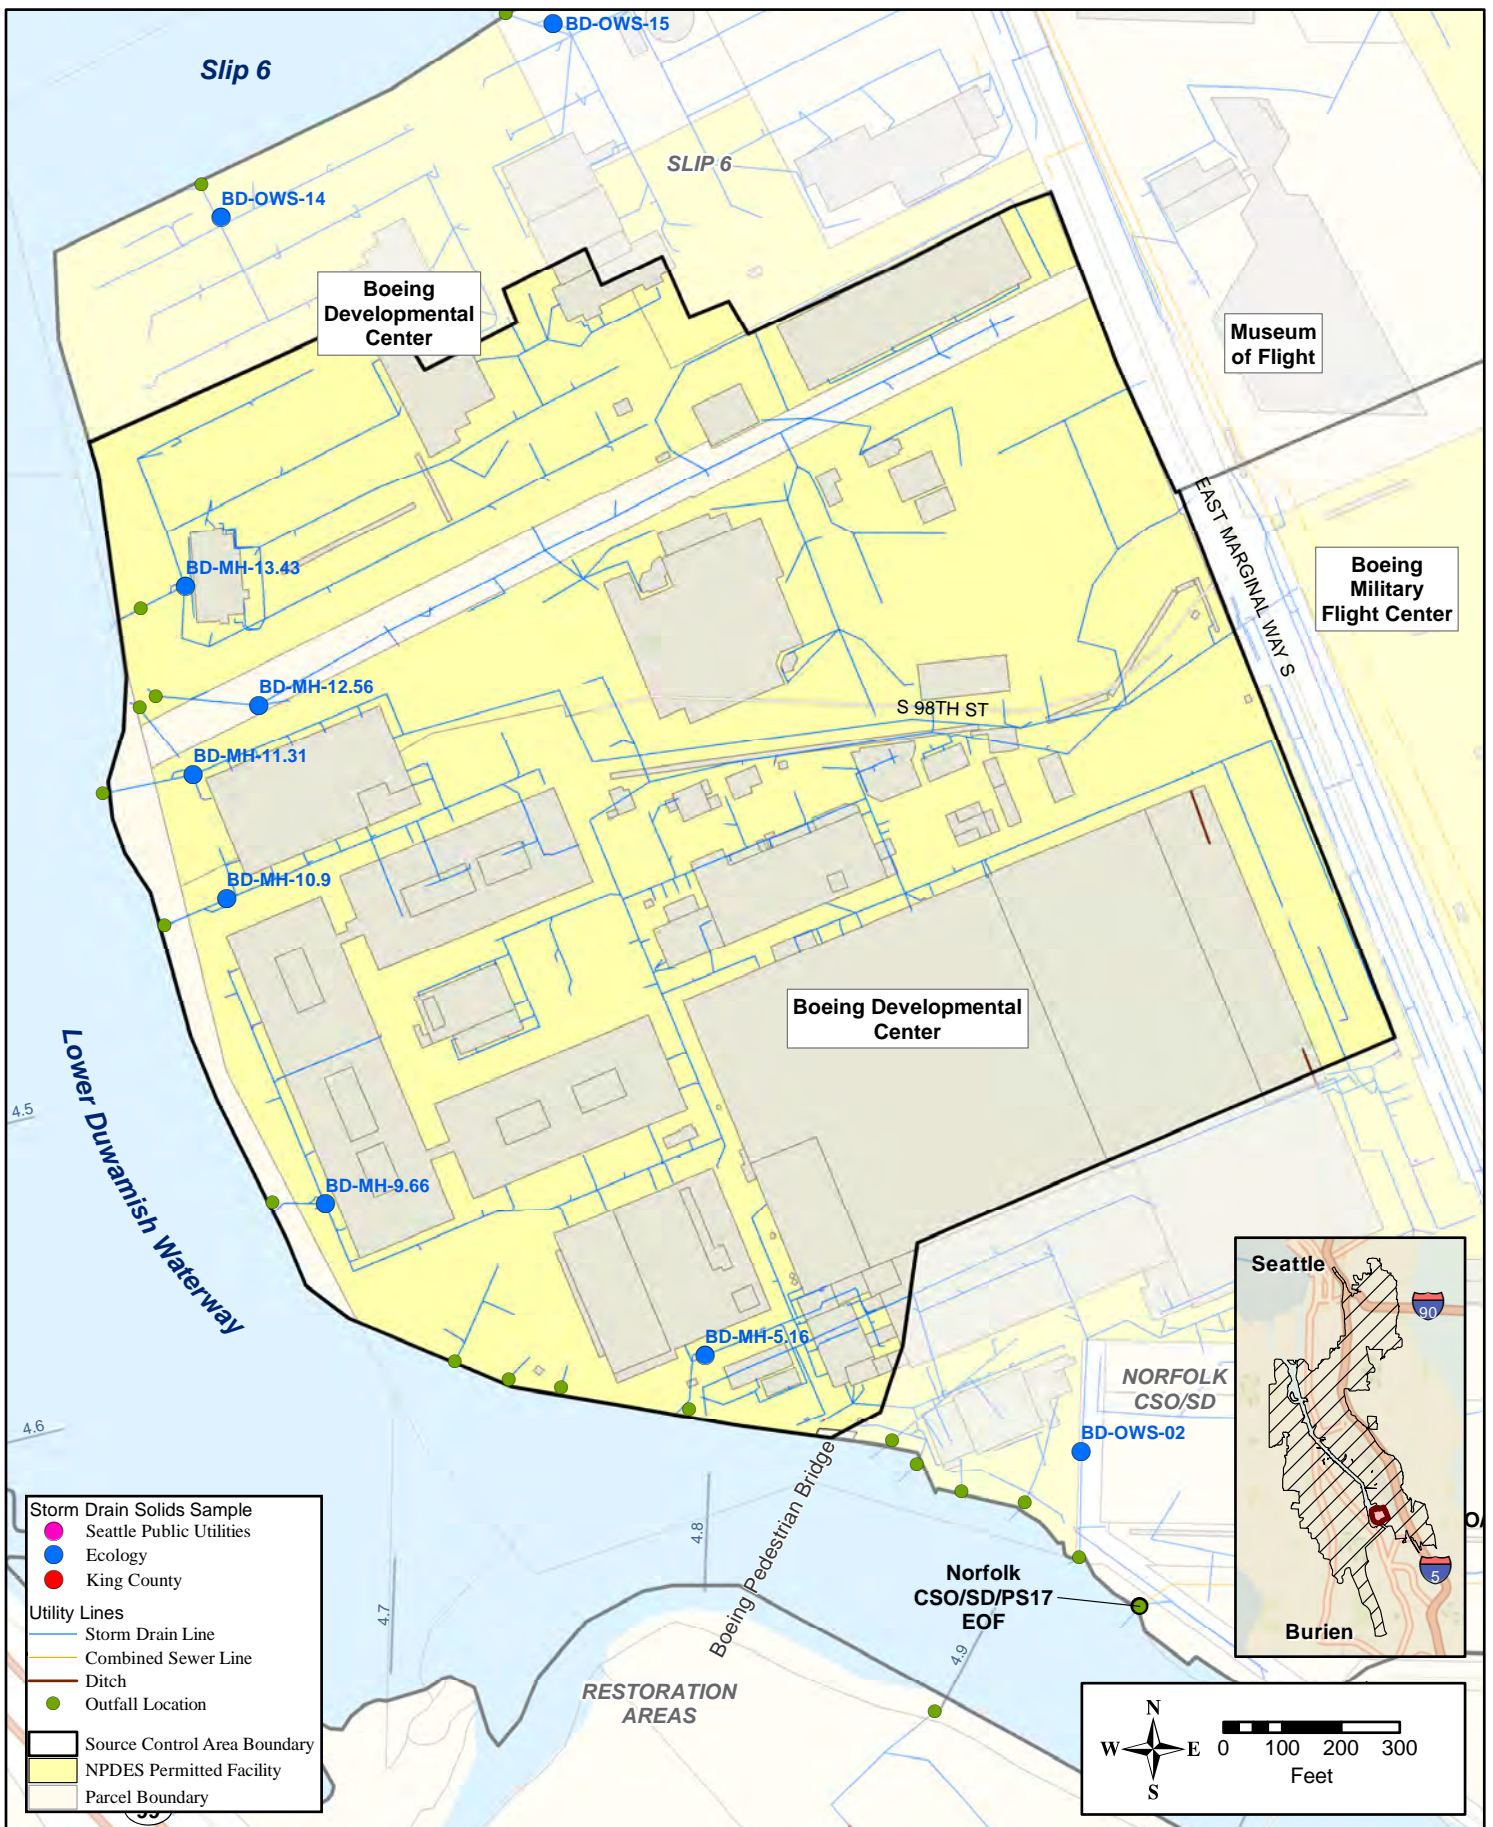 BD-OWS-15
Slip 6
SLIP 6
BD-OWS-14
Boeing
Developmental
Center
Museum
of Flight
EAST MARGINAL WAY S
Boeing
Military
Flight Center
BD-MH-13.43
BD-MH-12.56
S 98TH ST
BD-MH-11.31
BD-MH-10.9
Boeing Developmental
Center
Lower Duwamish Waterway
4.5
BD-MH-9.66
BD-MH-5.16
NORFOLK
CSO/SD
BD-OWS-02
4.6
4.7
4.8
4.9
Boeing Pedestrian Bridge
Norfolk
CSO/SD/PS17
EOF
RESTORATION
AREAS
Seattle
90
5
Burien
Storm Drain Solids Sample
Seattle Public Utilities
Ecology
King County
Utility Lines
Storm Drain Line
Combined Sewer Line
Ditch
Outfall Location
Source Control Area Boundary
NPDES Permitted Facility
Parcel Boundary
N
W E
S
0 100 200 300
Feet